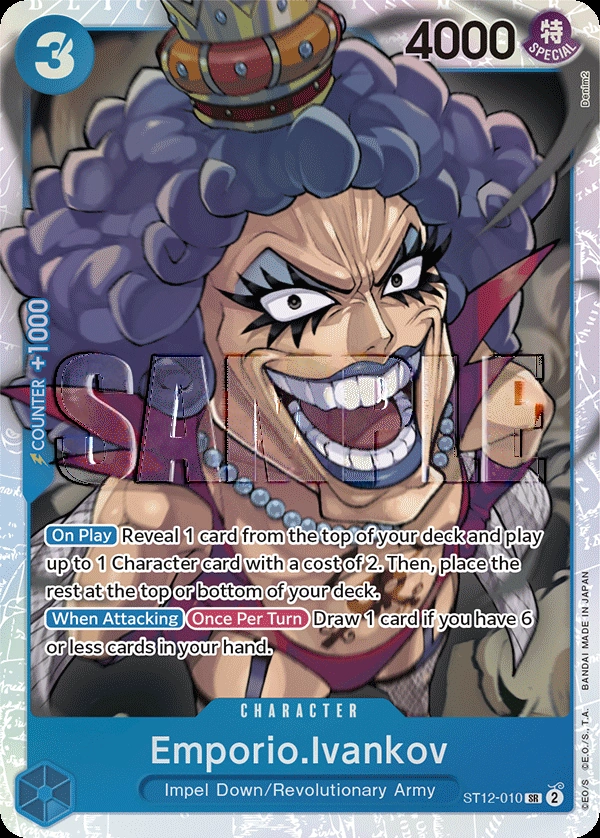 3
4000
特
SPECIAL
Denim2
COUNTER +1000
SAMPLE
On Play Reveal 1 card from the top of your deck and play
up to 1 Character card with a cost of 2. Then, place the
rest at the top or bottom of your deck.
When Attacking Once Per Turn Draw 1 card if you have 6
or less cards in your hand.
CHARACTER
Emporio.Ivankov
Impel Down/Revolutionary Army
ST12-010 SR 2
©EO/S ©E.O./S., T.A. BANDAI MADE IN JAPAN